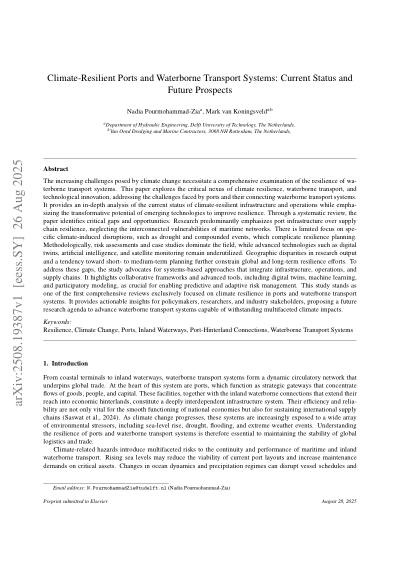 Climate-Resilient Ports and Waterborne Transport Systems: Current Status and
Future Prospects
Nadia Pourmohammad-Zia^a, Mark van Koningsveld^a,b
^aDepartment of Hydraulic Engineering, Delft University of Technology, The Netherlands,
^bVan Oord Dredging and Marine Contractors, 3068 NH Rotterdam, The Netherlands,
Abstract
The increasing challenges posed by climate change necessitate a comprehensive examination of the resilience of wa-
terborne transport systems. This paper explores the critical nexus of climate resilience, waterborne transport, and
technological innovation, addressing the challenges faced by ports and their connecting waterborne transport systems.
It provides an in-depth analysis of the current status of climate-resilient infrastructure and operations while empha-
sizing the transformative potential of emerging technologies to improve resilience. Through a systematic review, the
paper identifies critical gaps and opportunities. Research predominantly emphasizes port infrastructure over supply
chain resilience, neglecting the interconnected vulnerabilities of maritime networks. There is limited focus on spe-
cific climate-induced disruptions, such as drought and compounded events, which complicate resilience planning.
Methodologically, risk assessments and case studies dominate the field, while advanced technologies such as digital
twins, artificial intelligence, and satellite monitoring remain underutilized. Geographic disparities in research output
and a tendency toward short- to medium-term planning further constrain global and long-term resilience efforts. To
address these gaps, the study advocates for systems-based approaches that integrate infrastructure, operations, and
supply chains. It highlights collaborative frameworks and advanced tools, including digital twins, machine learning,
and participatory modeling, as crucial for enabling predictive and adaptive risk management. This study stands as
one of the first comprehensive reviews exclusively focused on climate resilience in ports and waterborne transport
systems. It provides actionable insights for policymakers, researchers, and industry stakeholders, proposing a future
research agenda to advance waterborne transport systems capable of withstanding multifaceted climate impacts.
Keywords:
Resilience, Climate Change, Ports, Inland Waterways, Port-Hinterland Connections, Waterborne Transport Systems
1. Introduction
From coastal terminals to inland waterways, waterborne transport systems form a dynamic circulatory network that
underpins global trade. At the heart of this system are ports, which function as strategic gateways that concentrate
flows of goods, people, and capital. These facilities, together with the inland waterborne connections that extend their
reach into economic hinterlands, constitute a deeply interdependent infrastructure system. Their efficiency and relia-
bility are not only vital for the smooth functioning of national economies but also for sustaining international supply
chains (Saswat et al., 2024). As climate change progresses, these systems are increasingly exposed to a wide array
of environmental stressors, including sea-level rise, drought, flooding, and extreme weather events. Understanding
the resilience of ports and waterborne transport systems is therefore essential to maintaining the stability of global
logistics and trade.
Climate-related hazards introduce multifaceted risks to the continuity and performance of maritime and inland
waterborne transport. Rising sea levels may reduce the viability of current port layouts and increase maintenance
demands on critical assets. Changes in ocean dynamics and precipitation regimes can disrupt vessel schedules and
Email address: N.PourmohammadZia@tudelft.nl (Nadia Pourmohammad-Zia)
Preprint submitted to Elsevier
August 28, 2025
arXiv:2508.19387v1 [eess.SY] 26 Aug 2025